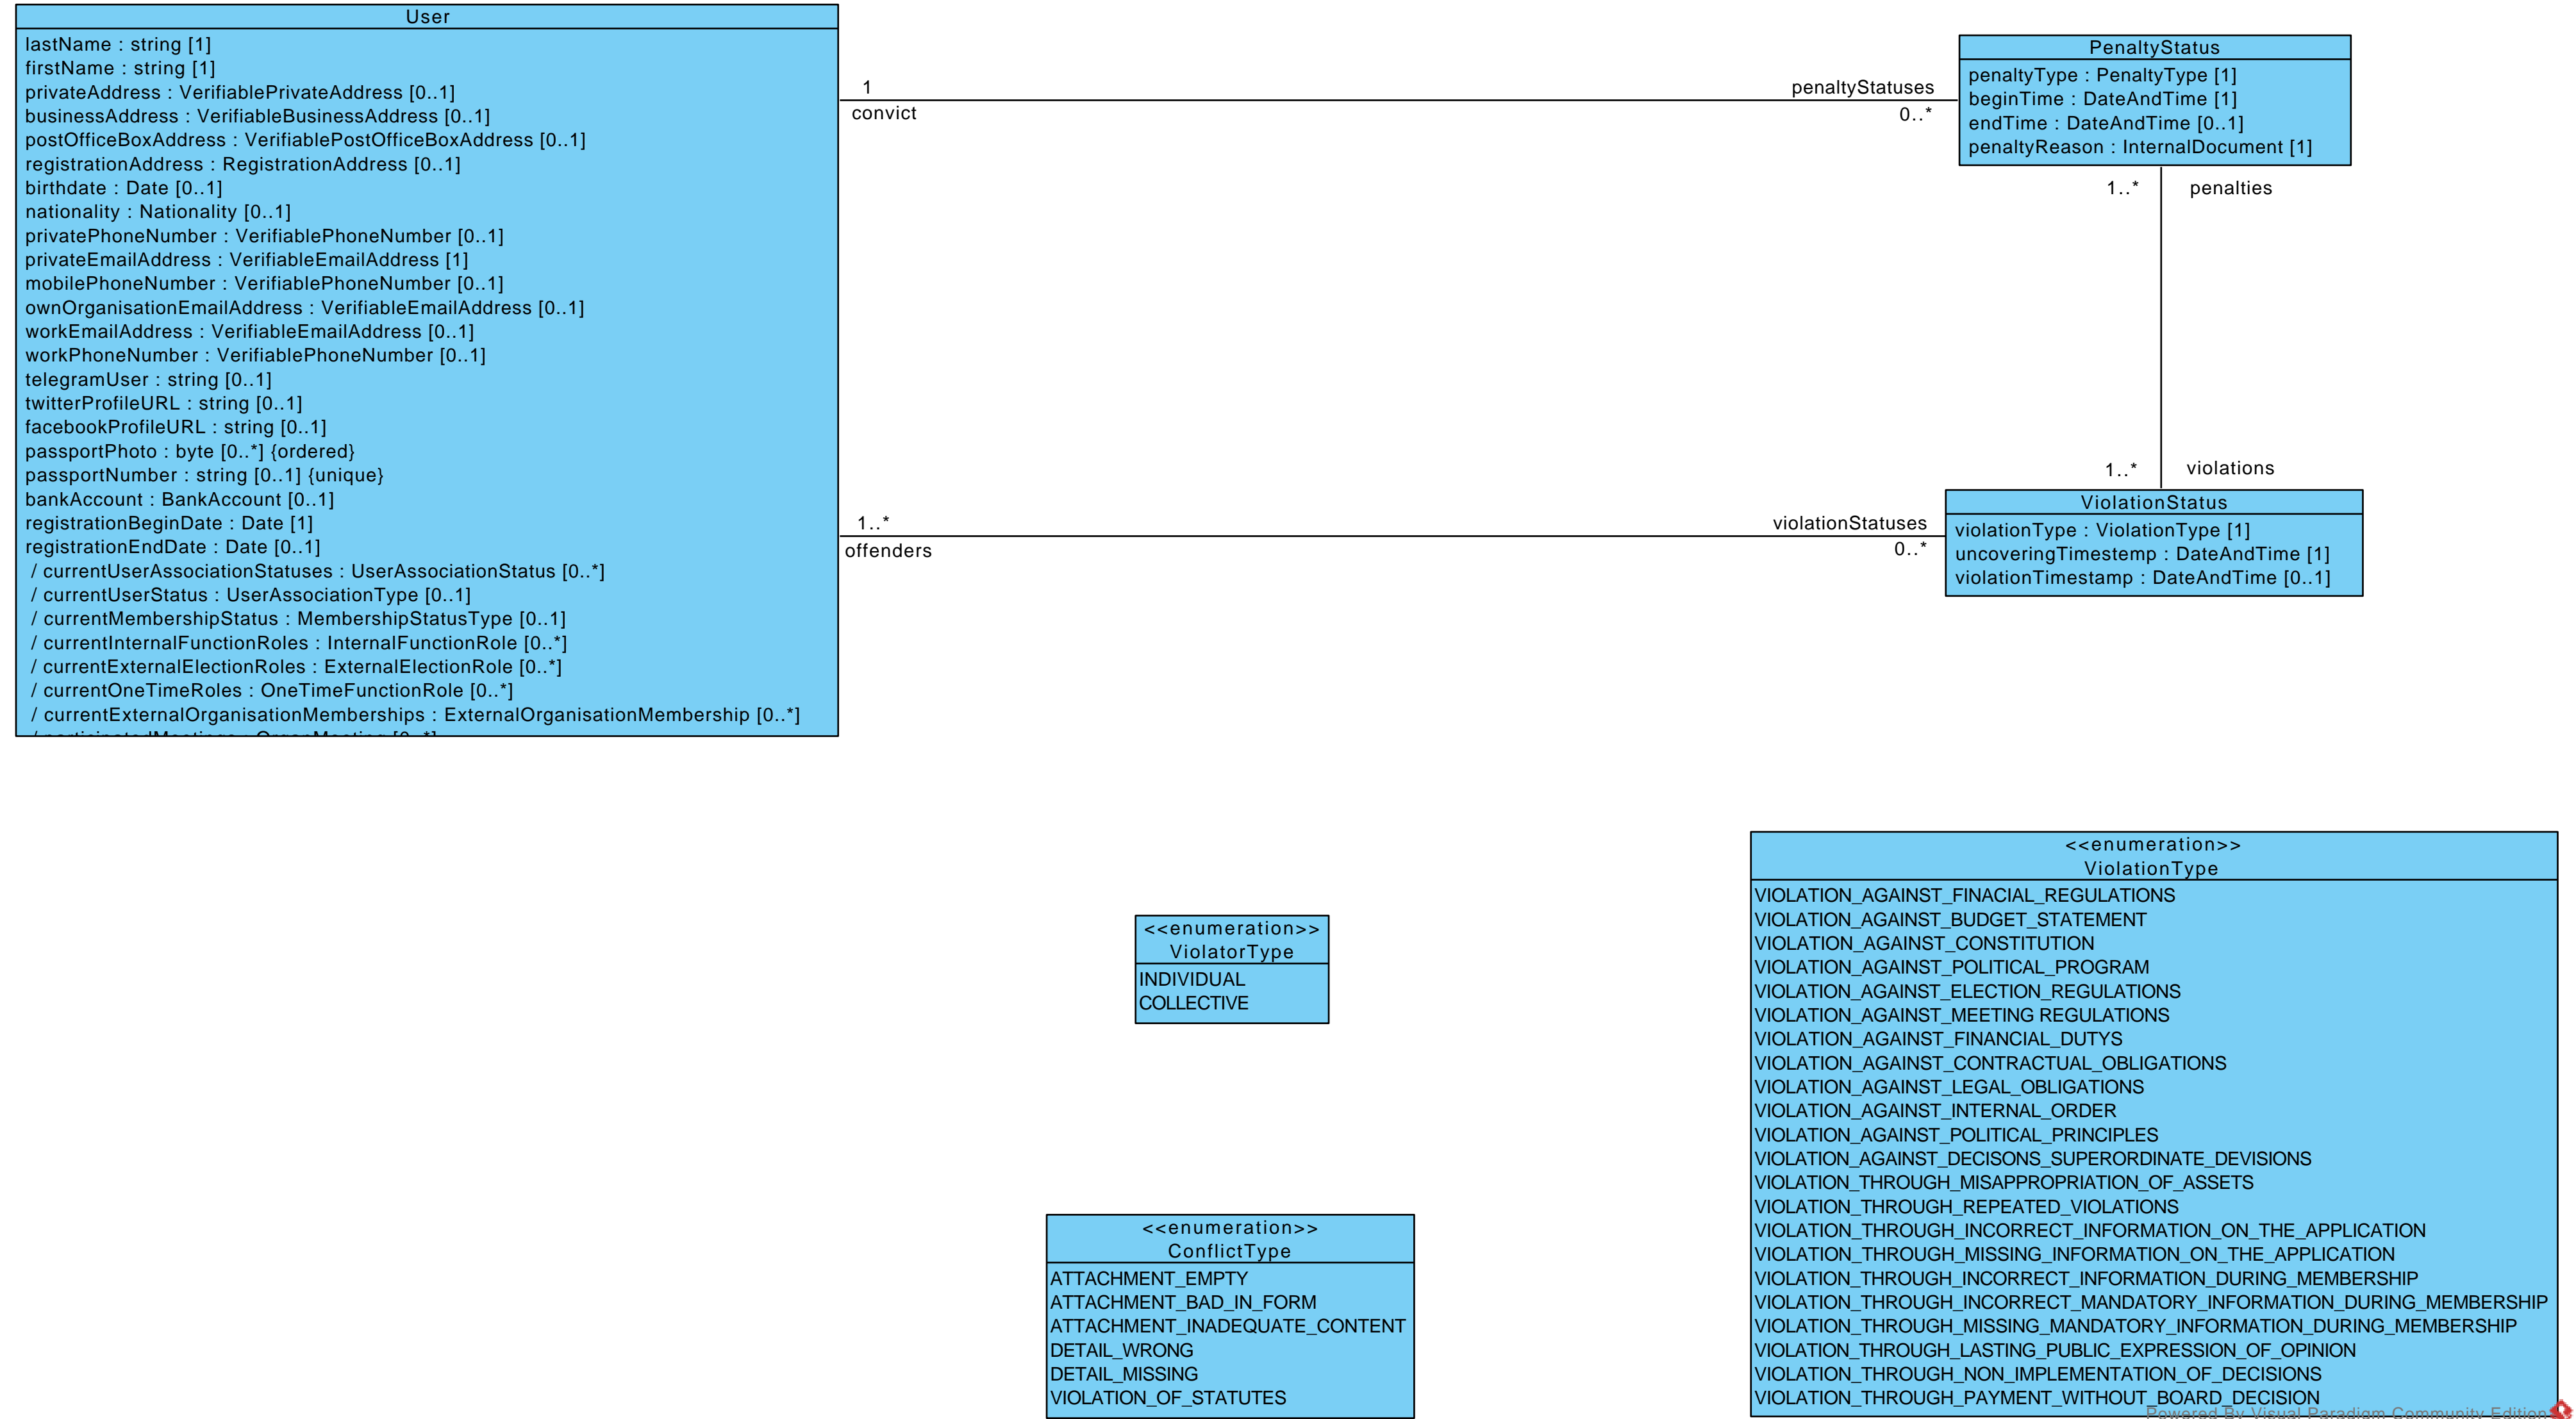 User
lastName : string [1]
firstName : string [1]
privateAddress : VerifiablePrivateAddress [0..1]
businessAddress : VerifiableBusinessAddress [0..1]
postOfficeBoxAddress : VerifiablePostOfficeBoxAddress [0..1]
registrationAddress : RegistrationAddress [0..1]
birthdate : Date [0..1]
nationality : Nationality [0..1]
privatePhoneNumber : VerifiablePhoneNumber [0..1]
privateEmailAddress : VerifiableEmailAddress [1]
mobilePhoneNumber : VerifiablePhoneNumber [0..1]
ownOrganisationEmailAddress : VerifiableEmailAddress [0..1]
workEmailAddress : VerifiableEmailAddress [0..1]
workPhoneNumber : VerifiablePhoneNumber [0..1]
telegramUser : string [0..1]
twitterProfileURL : string [0..1]
facebookProfileURL : string [0..1]
passportPhoto : byte [0..*] {ordered}
passportNumber : string [0..1] {unique}
bankAccount : BankAccount [0..1]
registrationBeginDate : Date [1]
registrationEndDate : Date [0..1]
/ currentUserAssociationStatuses : UserAssociationStatus [0..*]
/ currentUserStatus : UserAssociationType [0..1]
/ currentMembershipStatus : MembershipStatusType [0..1]
/ currentInternalFunctionRoles : InternalFunctionRole [0..*]
/ currentExternalElectionRoles : ExternalElectionRole [0..*]
/ currentOneTimeRoles : OneTimeFunctionRole [0..*]
/ currentExternalOrganisationMemberships : ExternalOrganisationMembership [0..*]
/ participatedMeetings : OrganMeeting [0..*]
1
convict
penaltyStatuses
0..*
PenaltyStatus
penaltyType : PenaltyType [1]
beginTime : DateAndTime [1]
endTime : DateAndTime [0..1]
penaltyReason : InternalDocument [1]
1..*
penalties
1..*
violations
1..*
offenders
violationStatuses
0..*
ViolationStatus
violationType : ViolationType [1]
uncoveringTimestemp : DateAndTime [1]
violationTimestamp : DateAndTime [0..1]
<<enumeration>>
ViolatorType
INDIVIDUAL
COLLECTIVE
<<enumeration>>
ConflictType
ATTACHMENT_EMPTY
ATTACHMENT_BAD_IN_FORM
ATTACHMENT_INADEQUATE_CONTENT
DETAIL_WRONG
DETAIL_MISSING
VIOLATION_OF_STATUTES
<<enumeration>>
ViolationType
VIOLATION_AGAINST_FINACIAL_REGULATIONS
VIOLATION_AGAINST_BUDGET_STATEMENT
VIOLATION_AGAINST_CONSTITUTION
VIOLATION_AGAINST_POLITICAL_PROGRAM
VIOLATION_AGAINST_ELECTION_REGULATIONS
VIOLATION_AGAINST_MEETING REGULATIONS
VIOLATION_AGAINST_FINANCIAL_DUTYS
VIOLATION_AGAINST_CONTRACTUAL_OBLIGATIONS
VIOLATION_AGAINST_LEGAL_OBLIGATIONS
VIOLATION_AGAINST_INTERNAL_ORDER
VIOLATION_AGAINST_POLITICAL_PRINCIPLES
VIOLATION_AGAINST_DECISONS_SUPERORDINATE_DEVISIONS
VIOLATION_THROUGH_MISAPPROPRIATION_OF_ASSETS
VIOLATION_THROUGH_REPEATED_VIOLATIONS
VIOLATION_THROUGH_INCORRECT_INFORMATION_ON_THE_APPLICATION
VIOLATION_THROUGH_MISSING_INFORMATION_ON_THE_APPLICATION
VIOLATION_THROUGH_INCORRECT_INFORMATION_DURING_MEMBERSHIP
VIOLATION_THROUGH_INCORRECT_MANDATORY_INFORMATION_DURING_MEMBERSHIP
VIOLATION_THROUGH_MISSING_MANDATORY_INFORMATION_DURING_MEMBERSHIP
VIOLATION_THROUGH_LASTING_PUBLIC_EXPRESSION_OF_OPINION
VIOLATION_THROUGH_NON_IMPLEMENTATION_OF_DECISIONS
VIOLATION_THROUGH_PAYMENT_WITHOUT_BOARD_DECISION
Powered By Visual Paradigm Community Edition